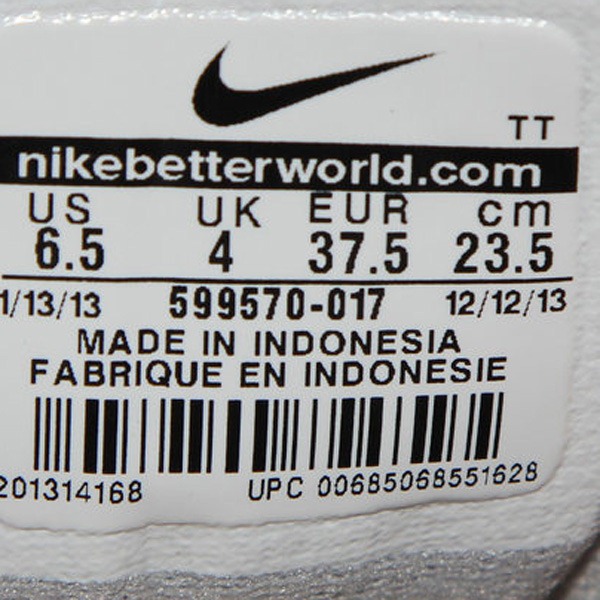 TT
nikebetterworld.com
US UK EUR cm
6.5 4 37.5 23.5
1/13/13 599570-017 12/12/13
MADE IN INDONESIA
FABRIQUE EN INDONESIE
201314168 UPC 00685068551628